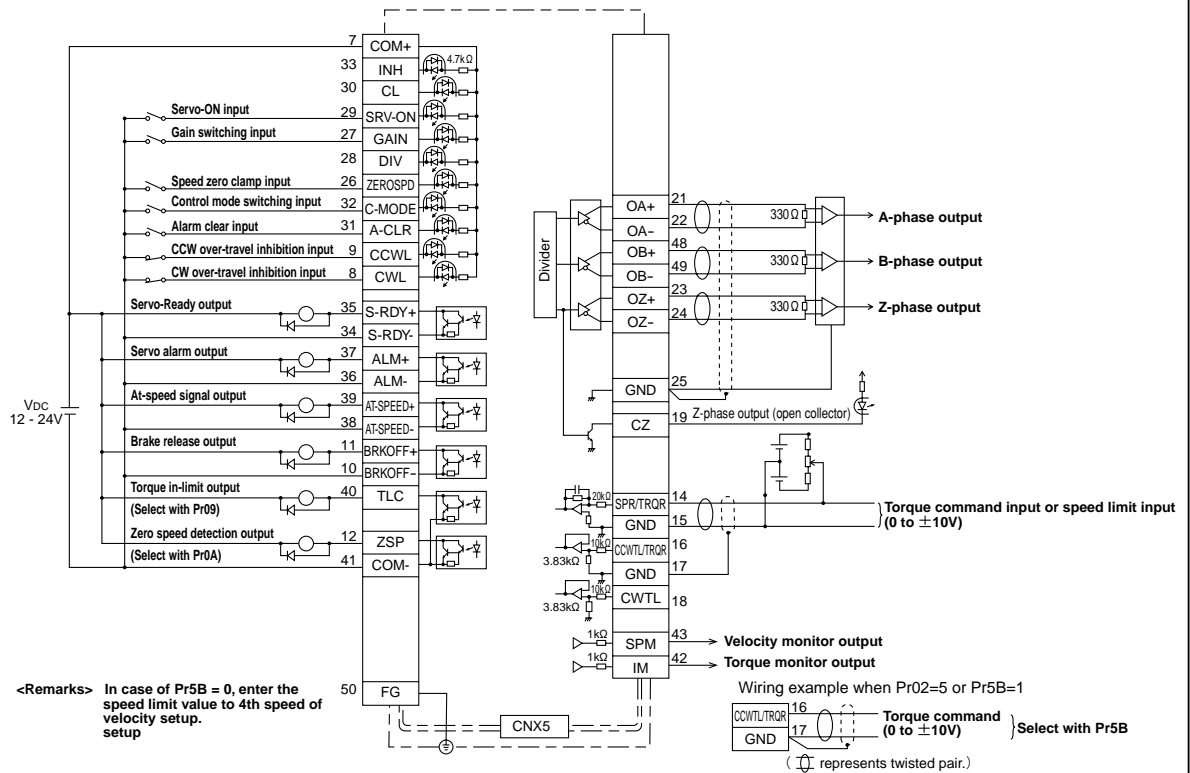 7 COM+
4.7kΩ
33 INH
30 CL
Servo-ON input 29 SRV-ON
Gain switching input 27 GAIN
28 DIV
Speed zero clamp input 26 ZEROSPD
Control mode switching input 32 C-MODE
Alarm clear input 31 A-CLR
CCW over-travel inhibition input 9 CCWL
CW over-travel inhibition input 8 CWL
Servo-Ready output 35 S-RDY+
34 S-RDY-
Servo alarm output 37 ALM+
36 ALM-
At-speed signal output 39 AT-SPEED+
38 AT-SPEED-
VDC
12 - 24V
Brake release output 11 BRKOFF+
10 BRKOFF−
Torque in-limit output 40 TLC
(Select with Pr09)
Zero speed detection output 12 ZSP
(Select with Pr0A) 41 COM-
<Remarks> In case of Pr5B = 0, enter the
speed limit value to 4th speed of
velocity setup.
setup
50 FG
CNX5
Divider
OA+ 21 330Ω A-phase output
OA− 22
OB+ 48 330Ω B-phase output
OB− 49
OZ+ 23 330Ω Z-phase output
OZ− 24
GND 25
CZ 19 Z-phase output (open collector)
20kΩ SPR/TRQR 14
GND 15
Torque command input or speed limit input
(0 to ±10V)
10kΩ CCWTL/TRQR 16
3.83kΩ
GND 17
10kΩ CWTL 18
3.83kΩ
1kΩ SPM 43 Velocity monitor output
1kΩ IM 42 Torque monitor output
Wiring example when Pr02=5 or Pr5B=1
CCWTL/TRQR 16
GND 17
Torque command
(0 to ±10V)
Select with Pr5B
( represents twisted pair.)